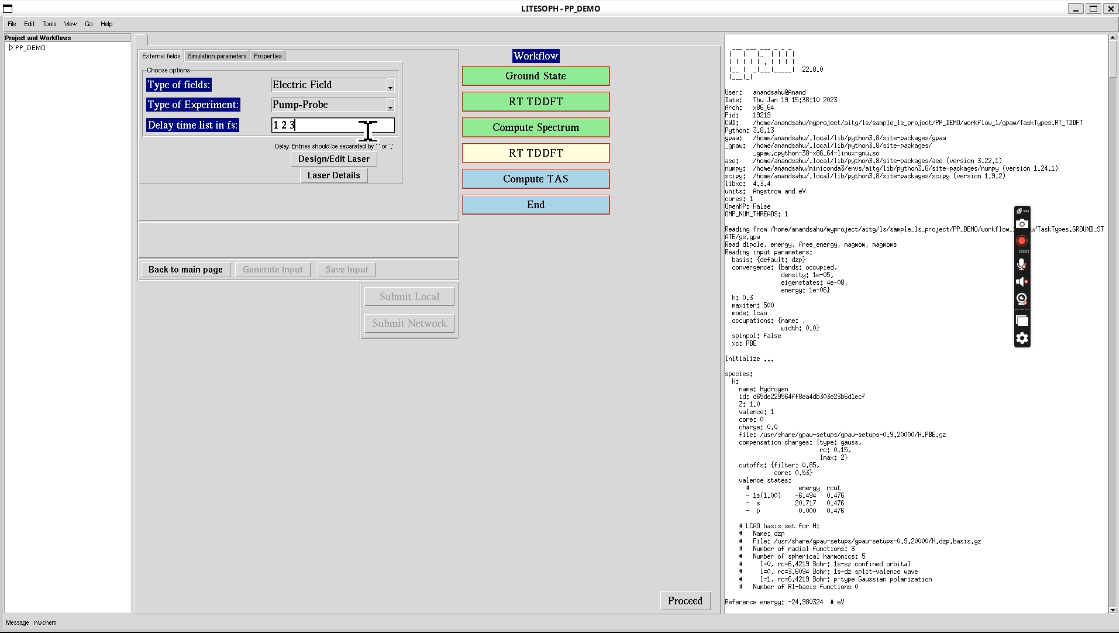 LITESOPH - PP_DEMO
File Edit Tools View Go Help
Project and Workflows
PP_DEMO
External fields Simulation parameters Properties
Choose options
Type of fields: Electric Field
Type of Experiment: Pump-Probe
Delay time list in fs: 1 2 3
Delay Entries should be separated by ' ' or ','
Design/Edit Laser
Laser Details
Back to main page Generate Input Save Input
Submit Local
Submit Network
Workflow
Ground State
RT TDDFT
Compute Spectrum
RT TDDFT
Compute TAS
End
Proceed
22.8.0
User: anandsahu@Anand
Date: Thu Jan 19 15:38:10 2023
Arch: x86_64
Pid: 19219
CWD: /home/anandsahu/myproject/aitg/ls/sample_ls_project/PP_DEMO/workflow_1/gpaw/TaskTypes.RT_TDDFT
Python: 3.8.13
gpaw: /home/anandsahu/.local/lib/python3.8/site-packages/gpaw
_gpaw: /home/anandsahu/.local/lib/python3.8/site-packages/
_gpaw.cpython-38-x86_64-linux-gnu.so
ase: /home/anandsahu/.local/lib/python3.8/site-packages/ase (version 3.22.1)
numpy: /home/anandsahu/miniconda3/envs/aitg/lib/python3.8/site-packages/numpy (version 1.24.1)
scipy: /home/anandsahu/.local/lib/python3.8/site-packages/scipy (version 1.9.2)
libxc: 4.3.4
units: Angstrom and eV
cores: 1
OpenMP: False
OMP_NUM_THREADS: 1
Reading from /home/anandsahu/myproject/aitg/ls/sample_ls_project/PP_DEMO/workflow_
/TaskTypes.GROUND_ST
ATE/gs.gpw
Read dipole, energy, free_energy, magmom, magmoms
Reading input parameters:
basis: {default: dzp}
convergence: {bands: occupied,
density: 1e-05,
eigenstates: 4e-08,
energy: 1e-06}
h: 0.3
maxiter: 500
mode: lcao
occupations: {name: ,
width: 0.0}
spinpol: False
xc: PBE
Initialize ...
species:
H:
name: Hydrogen
id: d65de229564ff8ea4db303e23b6d1ecf
Z: 1.0
valence: 1
core: 0
charge: 0.0
file: /usr/share/gpaw-setups/gpaw-setups-0.9.20000/H.PBE.gz
compensation charges: {type: gauss,
rc: 0.15,
lmax: 2}
cutoffs: {filter: 0.85,
core: 0.53}
valence states:
# energy rcut
- 1s(1.00) -6.494 0.476
- s 20.717 0.476
- p 0.000 0.476
# LCAO basis set for H:
# Name: dzp
# File: /usr/share/gpaw-setups/gpaw-setups-0.9.20000/H.dzp.basis.gz
# Number of radial functions: 3
# Number of spherical harmonics: 5
# l=0, rc=6.4219 Bohr: 1s-sz confined orbital
# l=0, rc=3.6094 Bohr: 1s-dz split-valence wave
# l=1, rc=6.4219 Bohr: p-type Gaussian polarization
# Number of RI-basis functions 0
Reference energy: -24.980324 # eV
Message nwchem